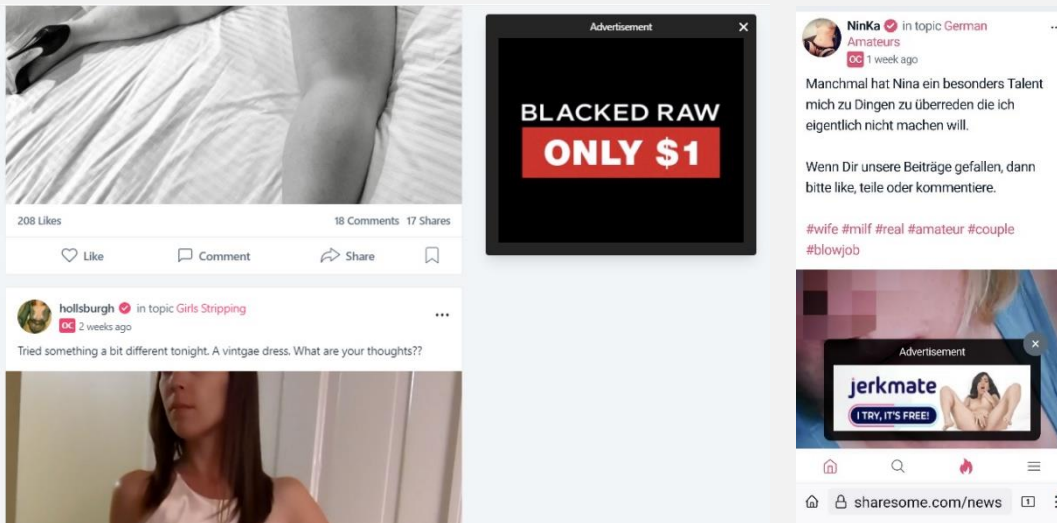 208 Likes
18 Comments 17 Shares
Like
Comment
Share
hollsburgh in topic Girls Stripping
OC 2 weeks ago
Tried something a bit different tonight. A vintgae dress. What are your thoughts??
Advertisement
BLACKED RAW
ONLY $1
NinKa in topic German
Amateurs
OC 1 week ago
Manchmal hat Nina ein besonders Talent
mich zu Dingen zu überreden die ich
eigentlich nicht machen will.
Wenn Dir unsere Beiträge gefallen, dann
bitte like, teile oder kommentiere.
#wife #milf #real #amateur #couple
#blowjob
Advertisement
jerkmate
I TRY, IT'S FREE!
sharesome.com/news
1